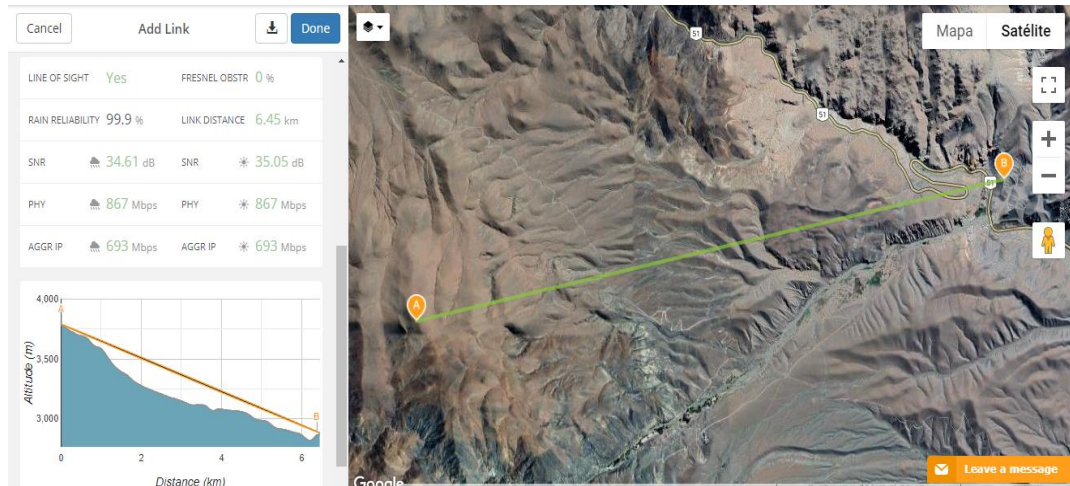 Cancel Add Link Done
LINE OF SIGHT Yes FRESNEL OBSTR 0 %
RAIN RELIABILITY 99.9 % LINK DISTANCE 6.45 km
SNR 34.61 dB SNR 35.05 dB
PHY 867 Mbps PHY 867 Mbps
AGGR IP 693 Mbps AGGR IP 693 Mbps
4,000
A
3,500
Altitude (m)
3,000
B
0 2 4 6
Distance (km)
Mapa Satélite
51
51
B
51
A
Google
Leave a message